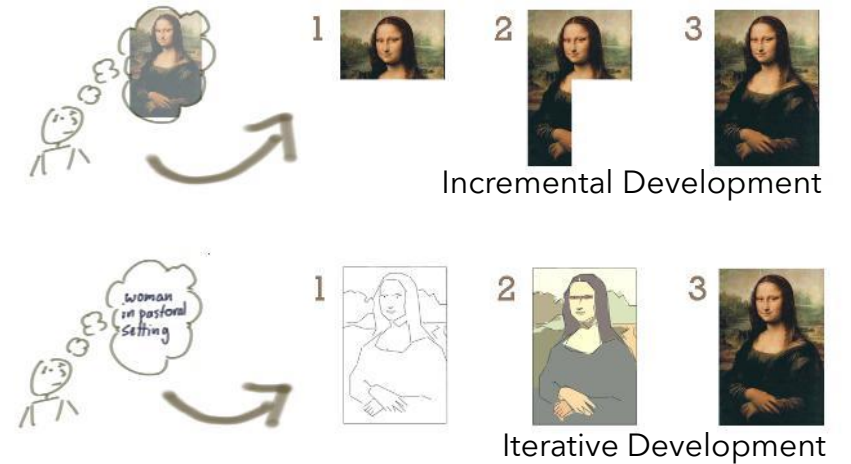 1 2 3
Incremental Development
woman
in pastoral
setting
1 2 3
Iterative Development